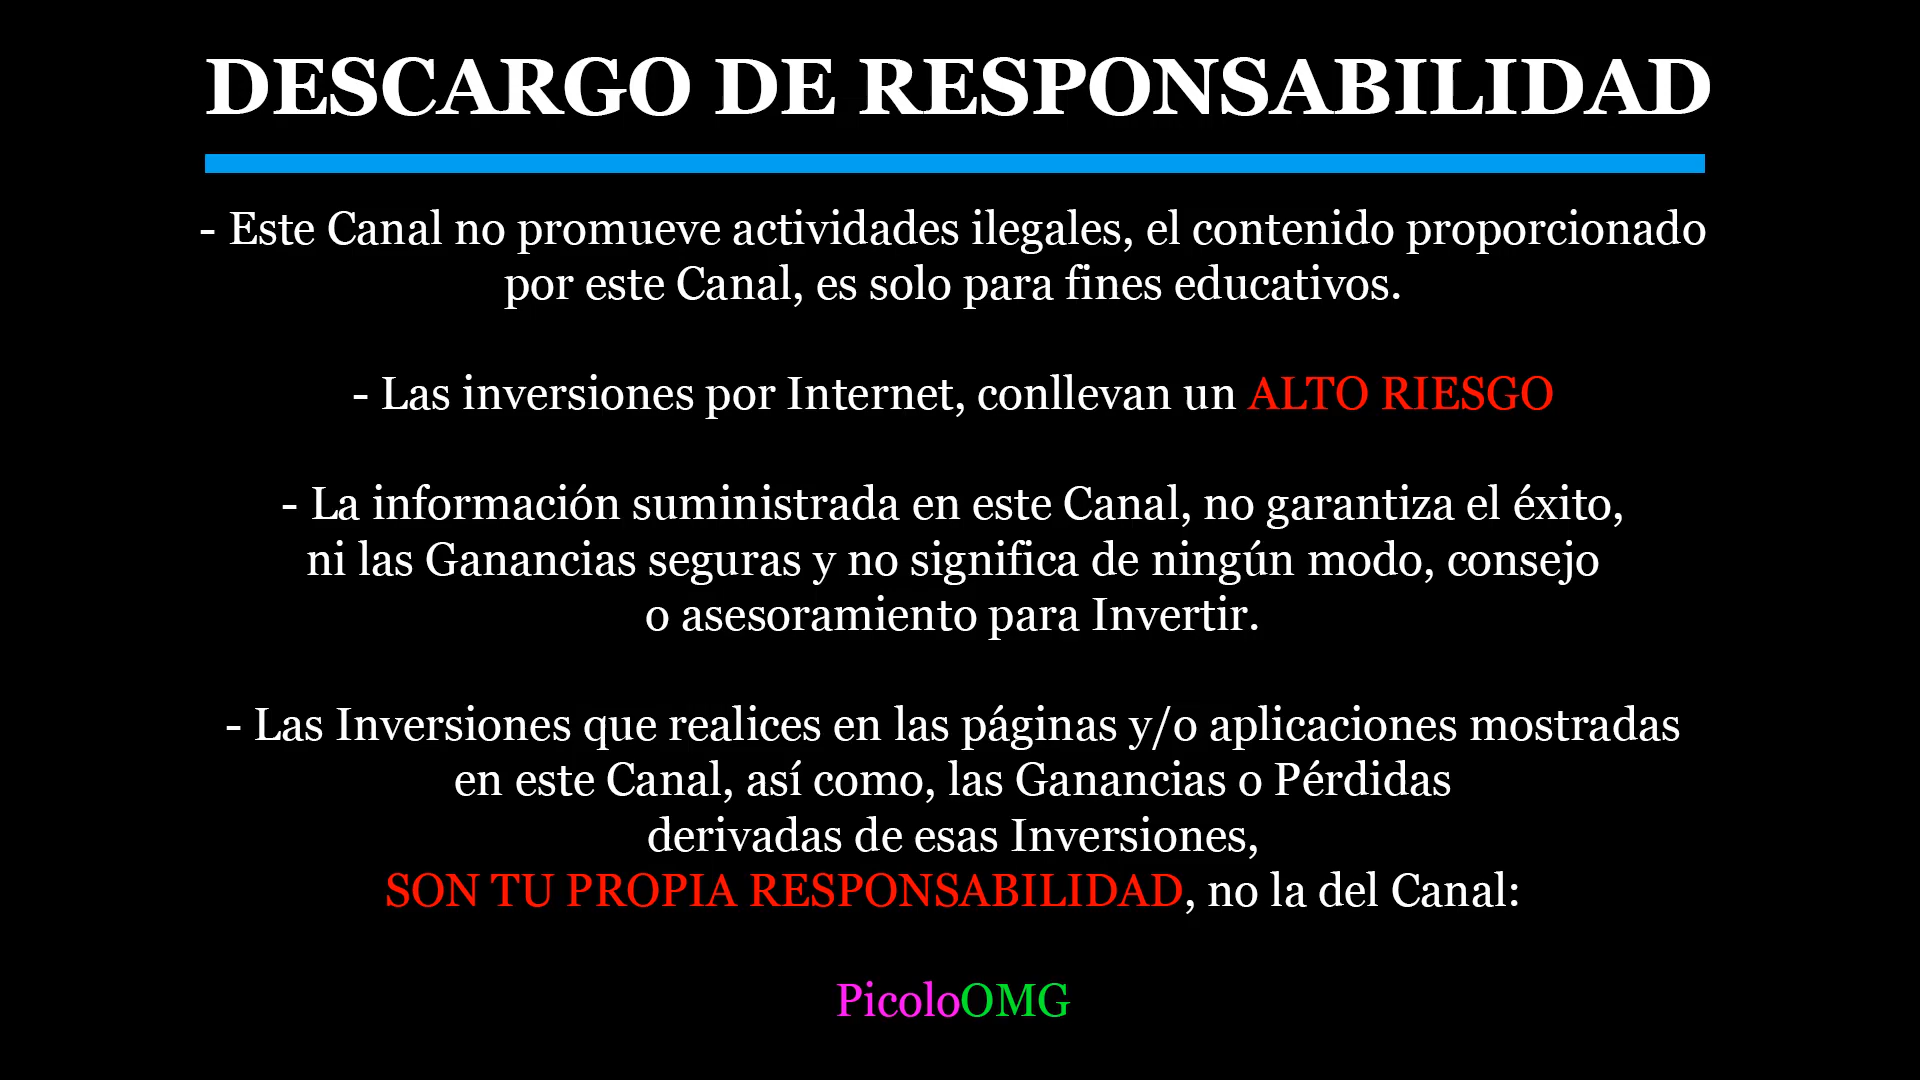 DESCARGO DE RESPONSABILIDAD
- Este Canal no promueve actividades ilegales, el contenido proporcionado
por este Canal, es solo para fines educativos.
- Las inversiones por Internet, conllevan un ALTO RIESGO
- La información suministrada en este Canal, no garantiza el éxito,
ni las Ganancias seguras y no significa de ningún modo, consejo
o asesoramiento para Invertir.
- Las Inversiones que realices en las páginas y/o aplicaciones mostradas
en este Canal, así como, las Ganancias o Pérdidas
derivadas de esas Inversiones,
SON TU PROPIA RESPONSABILIDAD, no la del Canal:
PicoloOMG